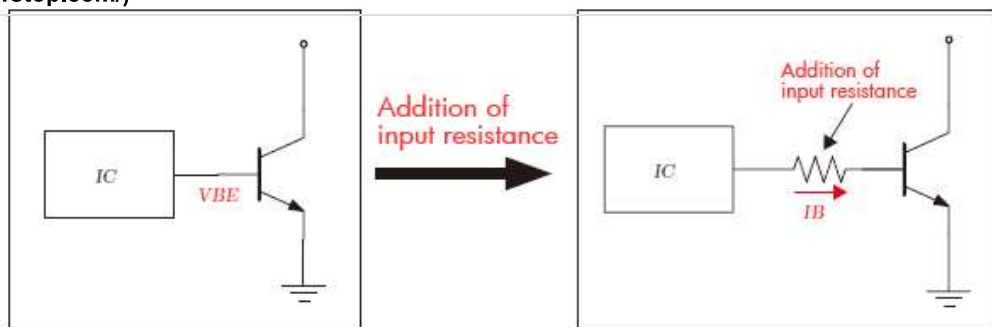 IC
VBE
Addition of
input resistance
Addition of
input resistance
IC
IB